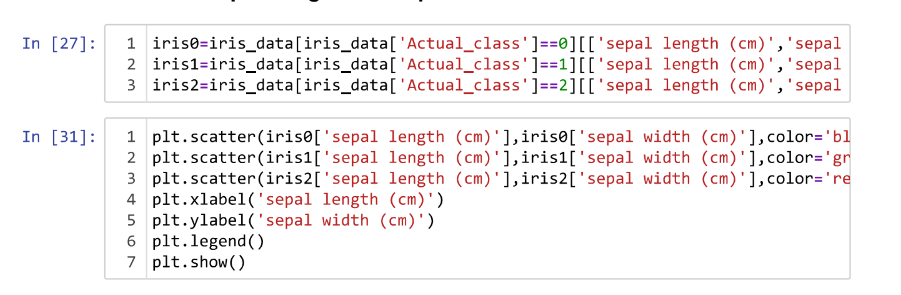 In [27]:
1 iris0=iris_data[iris_data['Actual_class']==0][['sepal length (cm)','sepal
2 iris1=iris_data[iris_data['Actual_class']==1][['sepal length (cm)','sepal
3 iris2=iris_data[iris_data['Actual_class']==2][['sepal length (cm)','sepal
In [31]:
1 plt.scatter(iris0['sepal length (cm)'],iris0['sepal width (cm)'],color='bl
2 plt.scatter(iris1['sepal length (cm)'],iris1['sepal width (cm)'],color='gr
3 plt.scatter(iris2['sepal length (cm)'],iris2['sepal width (cm)'],color='re
4 plt.xlabel('sepal length (cm)')
5 plt.ylabel('sepal width (cm)')
6 plt.legend()
7 plt.show()